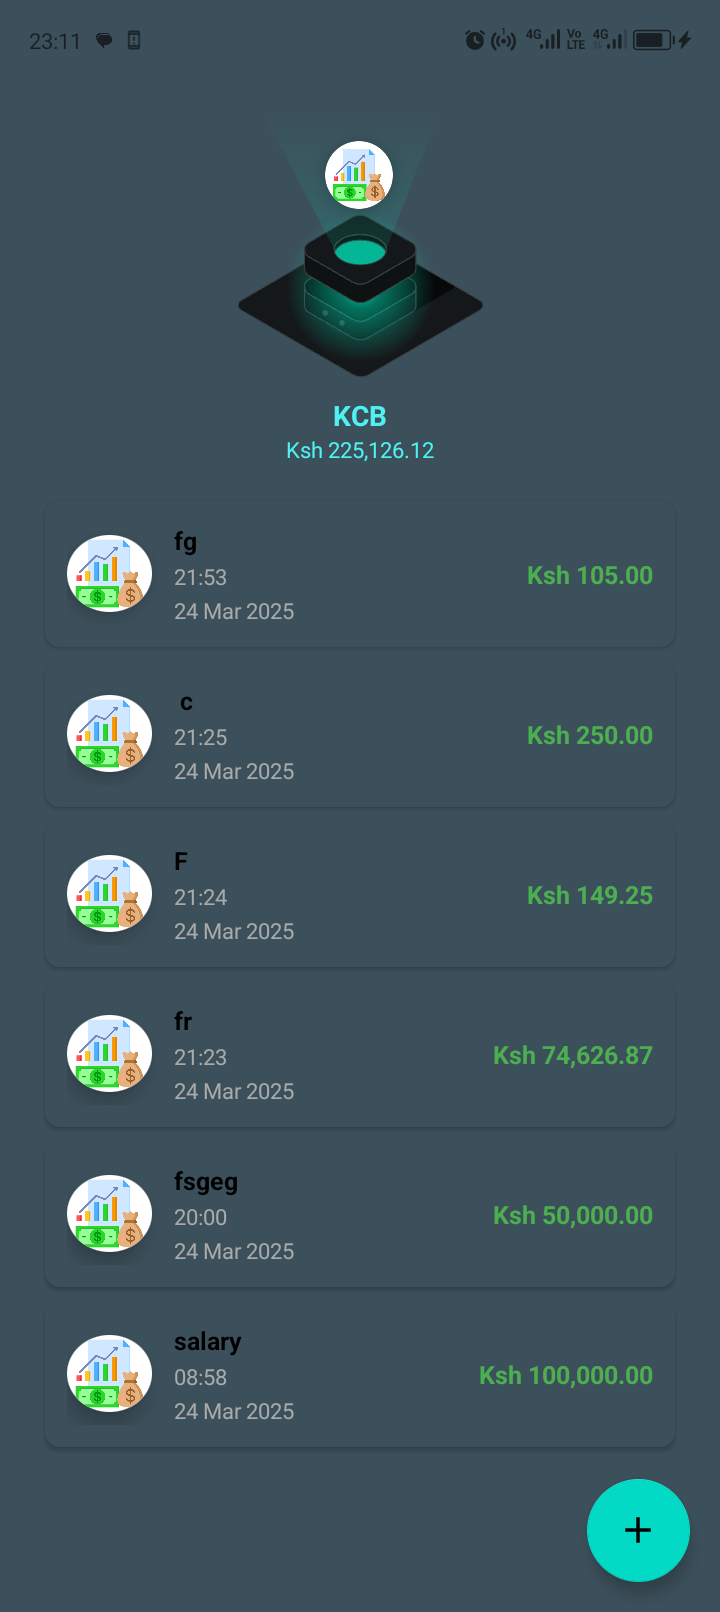 23:11
4G Vo LTE 4G
KCB
Ksh 225,126.12
fg
21:53
24 Mar 2025
Ksh 105.00
c
21:25
24 Mar 2025
Ksh 250.00
F
21:24
24 Mar 2025
Ksh 149.25
fr
21:23
24 Mar 2025
Ksh 74,626.87
fsgeg
20:00
24 Mar 2025
Ksh 50,000.00
salary
08:58
24 Mar 2025
Ksh 100,000.00
+